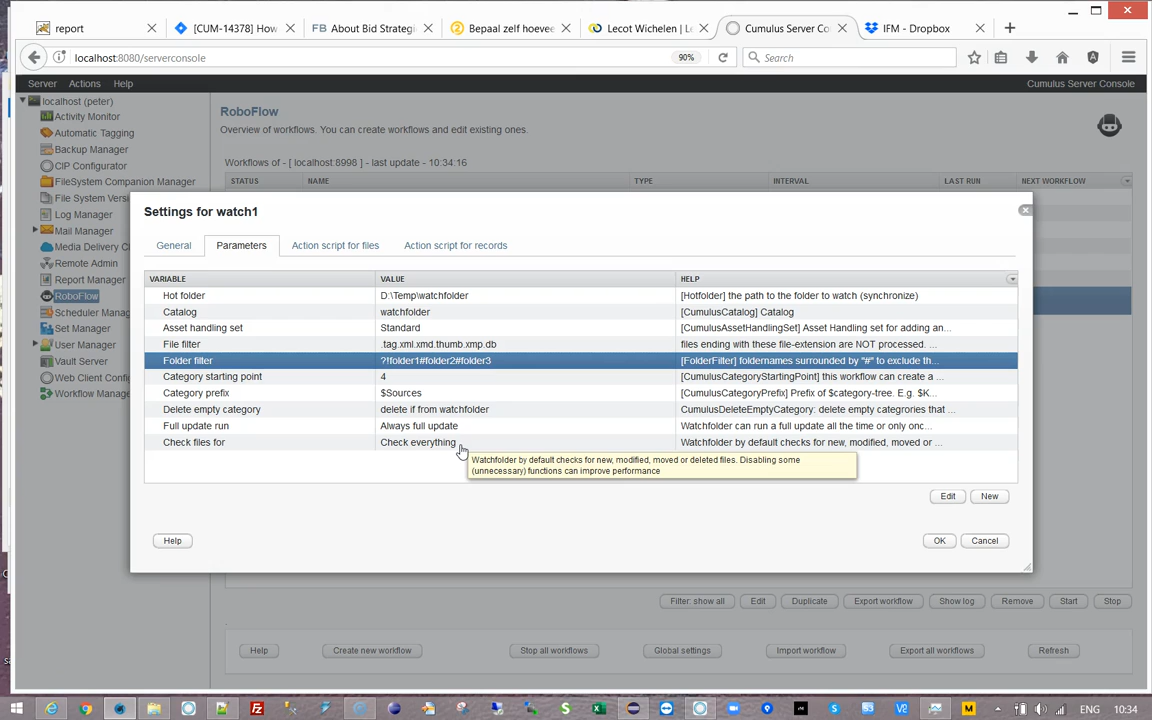 report
[CUM-14378] How
FB About Bid Strategi
Bepaal zelf hoevee
Lecot Wichelen | L
Cumulus Server Co
IFM - Dropbox
localhost:8080/serverconsole
90%
Search
Server Actions Help
Cumulus Server Console
localhost (peter)
Activity Monitor
Automatic Tagging
Backup Manager
CIP Configurator
FileSystem Companion Manager
File System Versi
Log Manager
Mail Manager
Media Delivery C
Remote Admin
Report Manager
RoboFlow
Scheduler Manag
Set Manager
User Manager
Vault Server
Web Client Config
Workflow Manage
RoboFlow
Overview of workflows. You can create workflows and edit existing ones.
Workflows of - [ localhost:8998 ] - last update - 10:34:16
STATUS NAME TYPE INTERVAL LAST RUN NEXT WORKFLOW
Settings for watch1
General Parameters Action script for files Action script for records
VARIABLE VALUE HELP
Hot folder D:\Temp\watchfolder [Hotfolder] the path to the folder to watch (synchronize)
Catalog watchfolder [CumulusCatalog] Catalog
Asset handling set Standard [CumulusAssetHandlingSet] Asset Handling set for adding an...
File filter .tag.xml.xmd.thumb.xmp.db files ending with these file-extension are NOT processed. ...
Folder filter ?!folder1#folder2#folder3 [FolderFilter] foldernames surrounded by "#" to exclude th...
Category starting point 4 [CumulusCategoryStartingPoint] this workflow can create a ...
Category prefix $Sources [CumulusCategoryPrefix] Prefix of $category-tree. E.g. $K...
Delete empty category delete if from watchfolder CumulusDeleteEmptyCategory: delete empty categrories that ...
Full update run Always full update Watchfolder can run a full update all the time or only onc...
Check files for Check everything Watchfolder by default checks for new, modified, moved or ...
Watchfolder by default checks for new, modified, moved or deleted files. Disabling some
(unnecessary) functions can improve performance
Edit New
Help OK Cancel
Filter: show all Edit Duplicate Export workflow Show log Remove Start Stop
Help Create new workflow Stop all workflows Global settings Import workflow Export all workflows Refresh
ENG 10:34